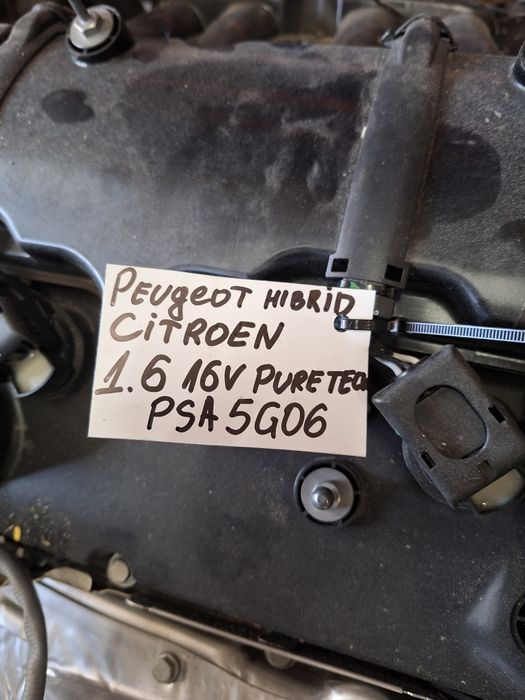 PEugEOT HIBRID
CiTROEN
1.6 16V PURETEC
PSA 5G06